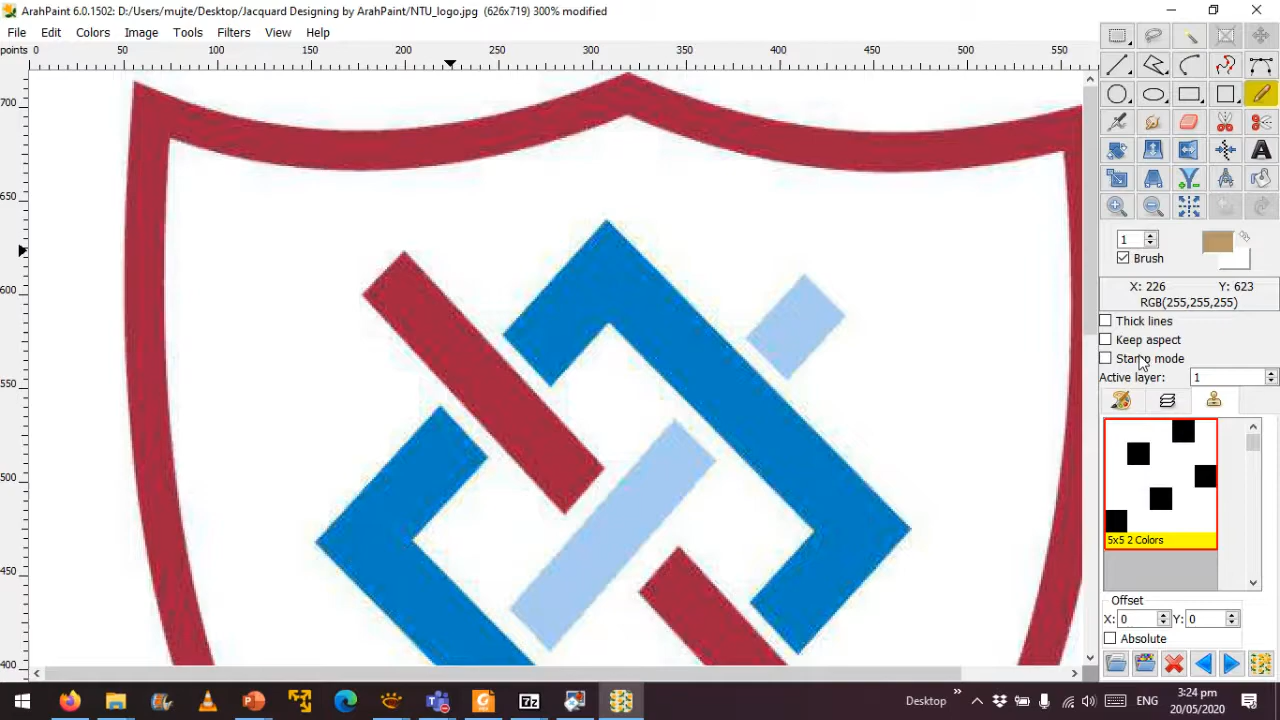 ArahPaint 6.0.1502: D:/Users/mujte/Desktop/Jacquard Designing by ArahPaint/NTU_logo.jpg (626x719) 300% modified
File Edit Colors Image Tools Filters View Help
points 0 50 100 150 200 250 300 350 400 450 500 550
700
650
600
550
500
450
400
1
Brush
X: 226 Y: 623
RGB(255,255,255)
Thick lines
Keep aspect
mode
Active layer: 1
5x5 2 Colors
Offset
X: 0 Y: 0
Absolute
Desktop » ENG 3:24 pm
20/05/2020